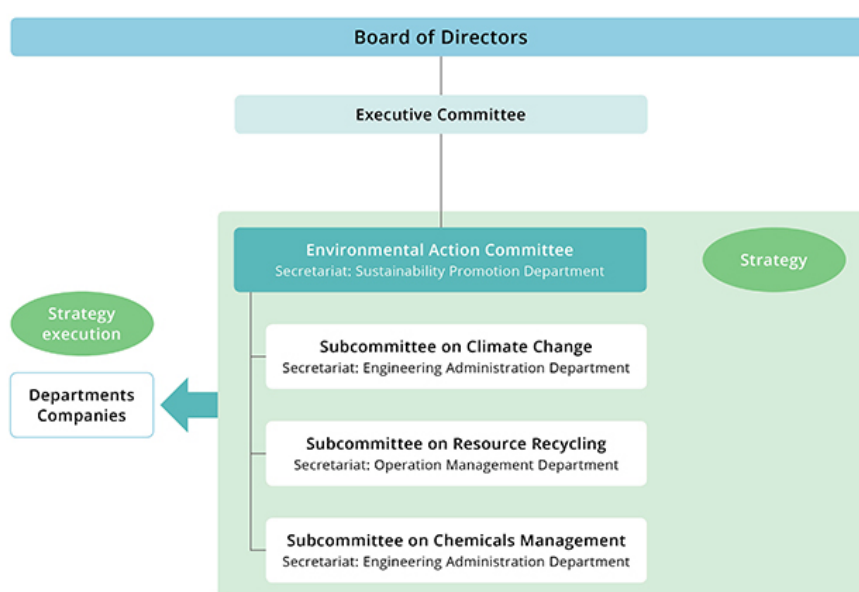 Board of Directors
Executive Committee
Environmental Action Committee
Secretariat: Sustainability Promotion Department
Strategy
Strategy
execution
Departments
Companies
Subcommittee on Climate Change
Secretariat: Engineering Administration Department
Subcommittee on Resource Recycling
Secretariat: Operation Management Department
Subcommittee on Chemicals Management
Secretariat: Engineering Administration Department